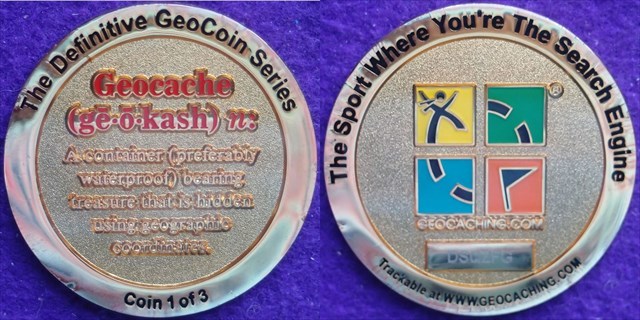 The Definitive GeoCoin Series
Geocache
(gē·ō·kash) n:
A container (preferably
waterproof) bearing
treasure that is hidden
using geographic
coordinates.
Coin 1 of 3
The Sport Where You're The Search Engine
®
GEOCACHING.COM
Trackable at WWW.GEOCACHING.COM